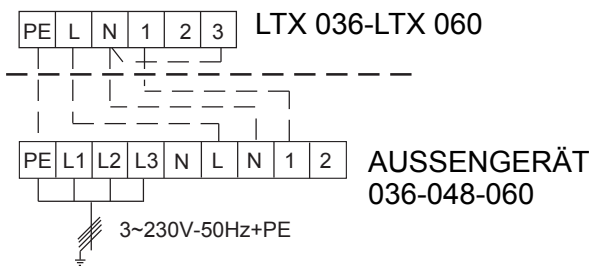 PE L N 1 2 3 LTX 036-LTX 060
PE L1 L2 L3 N L N 1 2 AUSSENGERÄT
036-048-060
3~230V-50Hz+PE